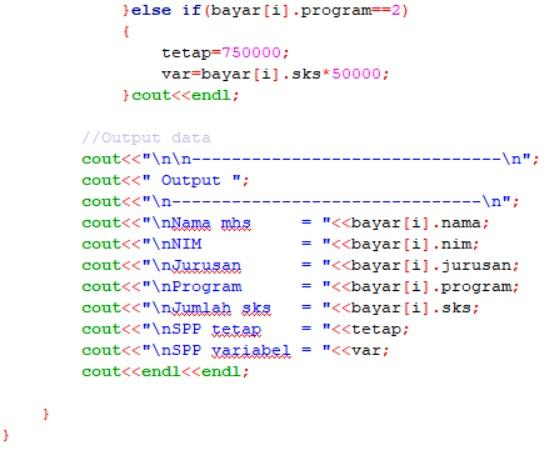 }else if(bayar[i].program==2)
{
tetap=750000;
var=bayar[i].sks*50000;
}cout<<endl;
//Output data
cout<<"\n\n-------------------------------\n";
cout<<" Output ";
cout<<"\n-------------------------------\n";
cout<<"\nNama mhs     = "<<bayar[i].nama;
cout<<"\nNIM          = "<<bayar[i].nim;
cout<<"\nJurusan      = "<<bayar[i].jurusan;
cout<<"\nProgram      = "<<bayar[i].program;
cout<<"\nJumlah sks   = "<<bayar[i].sks;
cout<<"\nSPP tetap    = "<<tetap;
cout<<"\nSPP variabel = "<<var;
cout<<endl<<endl;
}
}